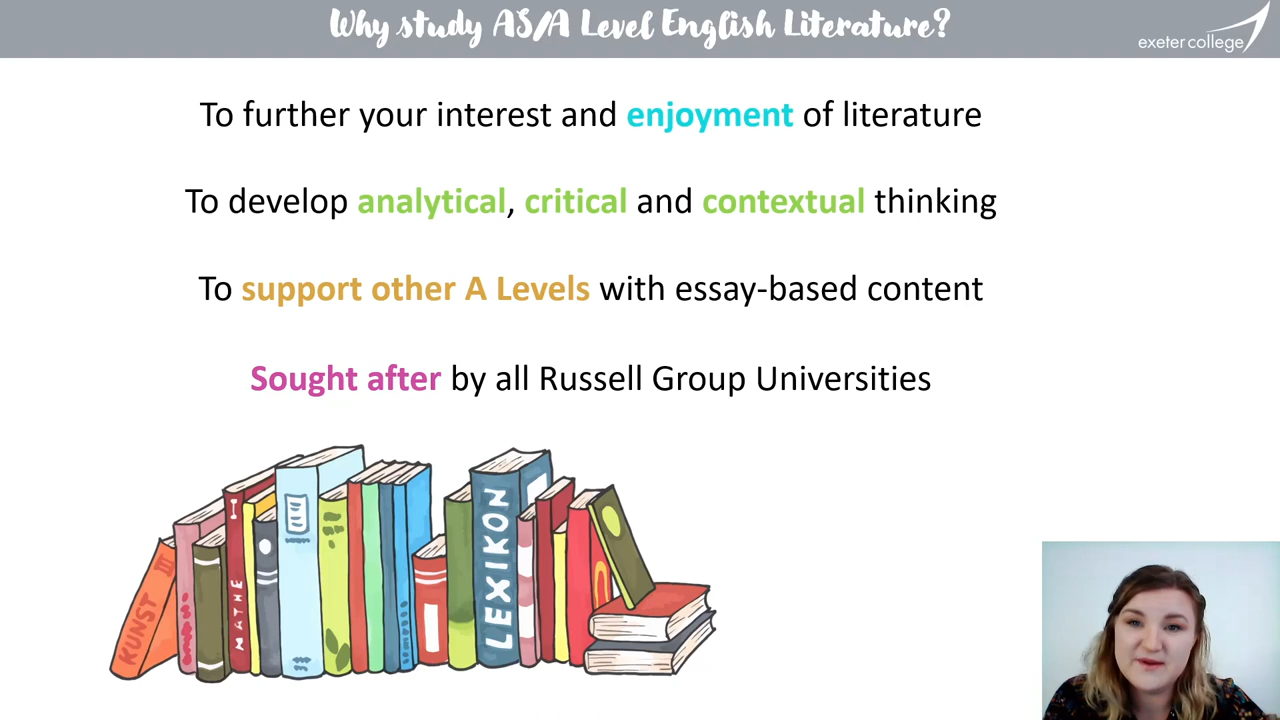 Why study AS/A Level English Literature?
exeter college
To further your interest and enjoyment of literature
To develop analytical, critical and contextual thinking
To support other A Levels with essay-based content
Sought after by all Russell Group Universities
KUNST III
MATHE I
LEXIKON